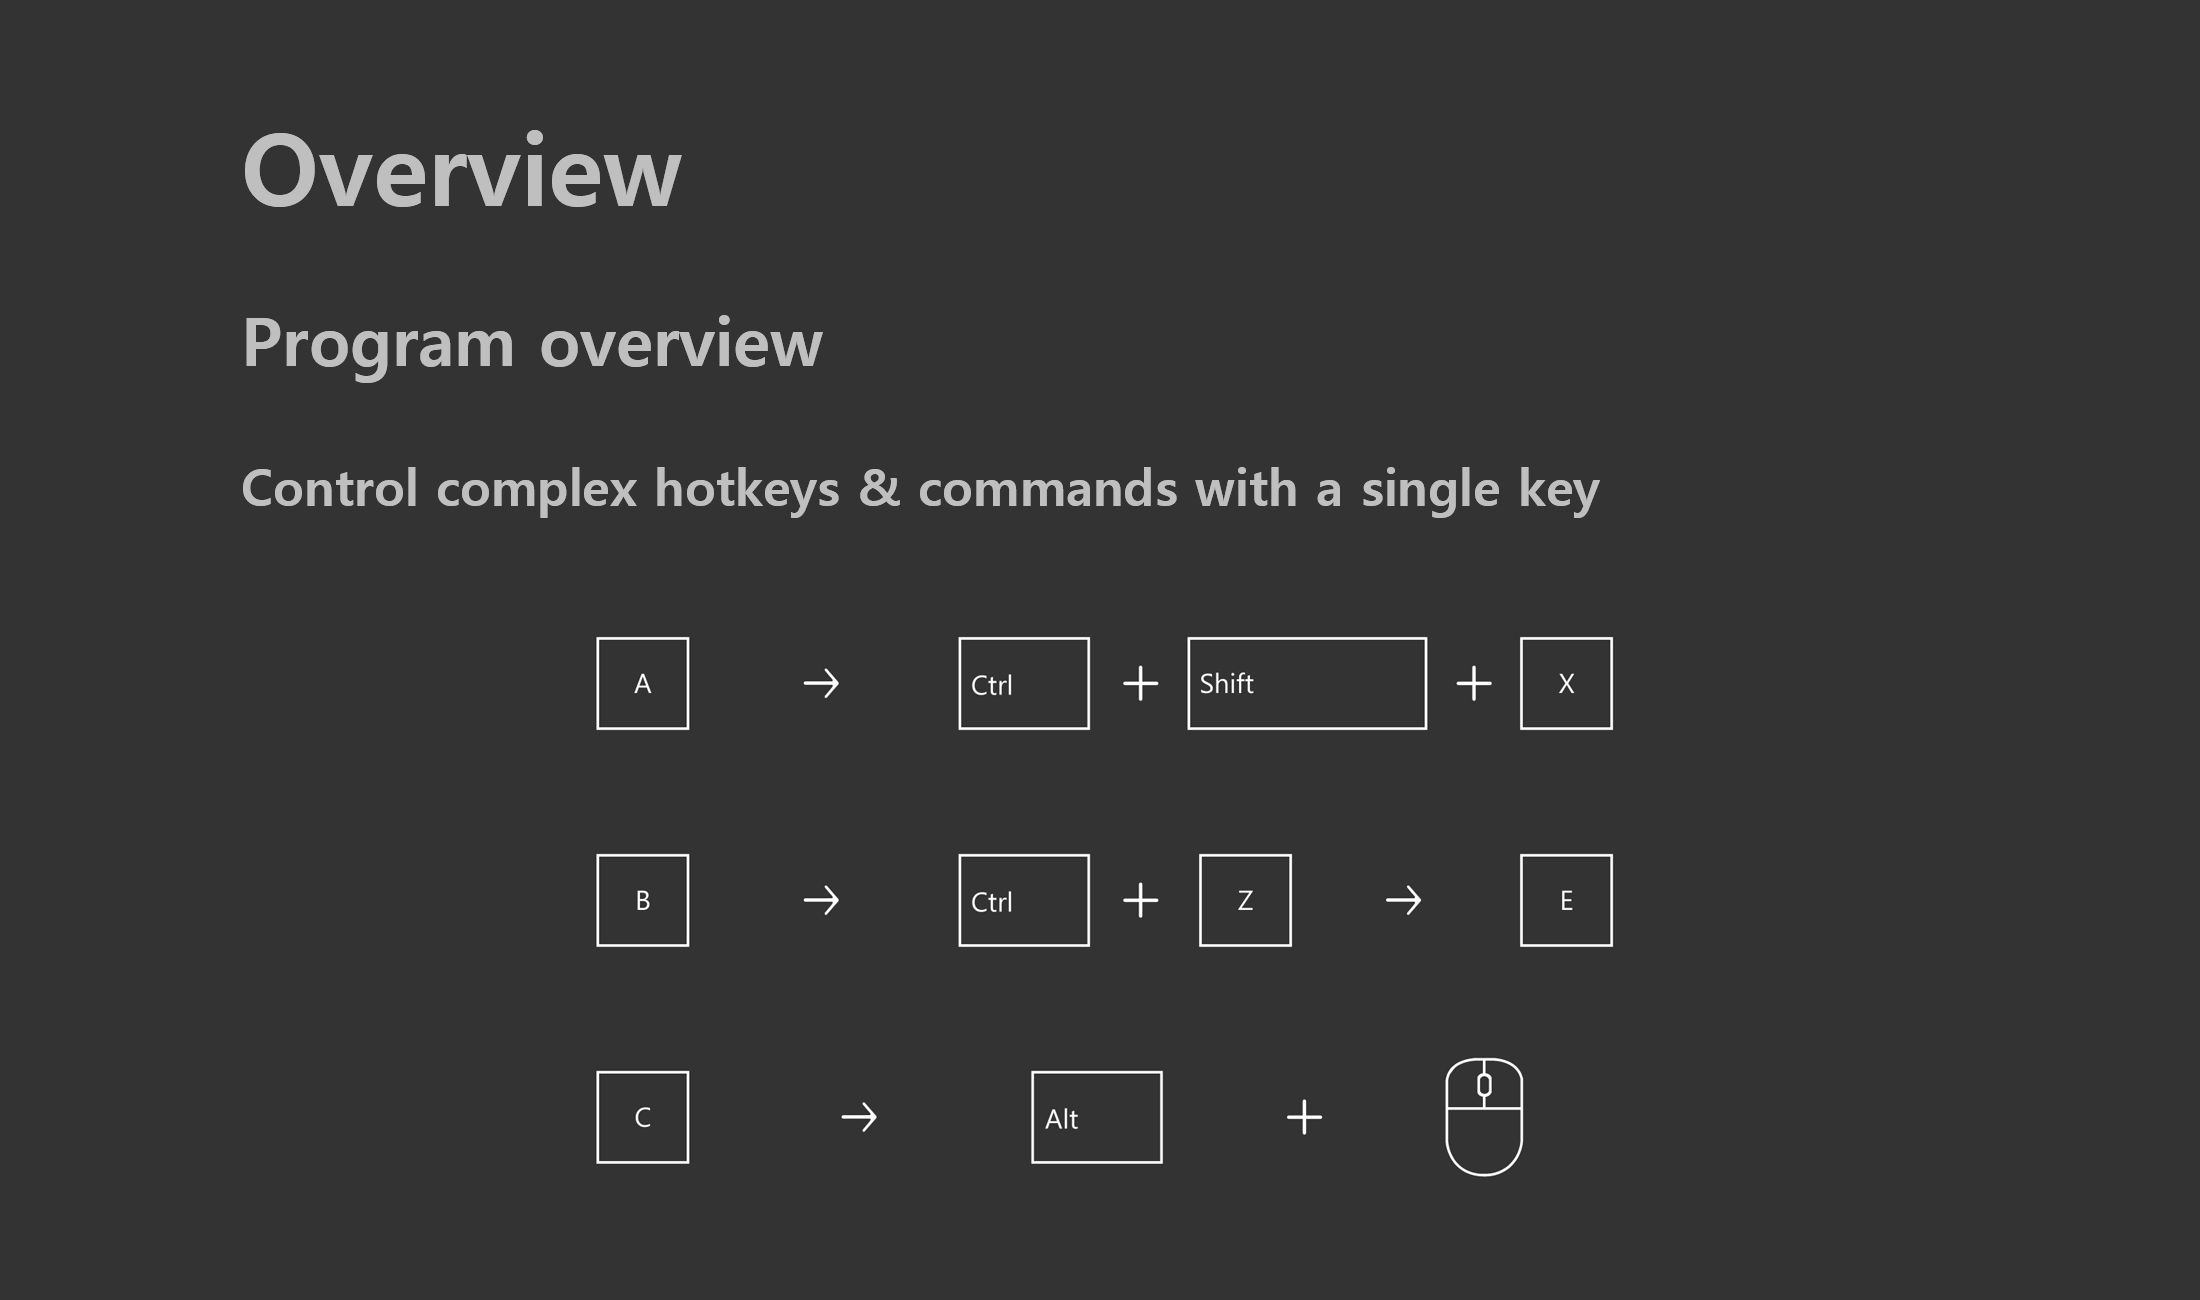 Overview
Program overview
Control complex hotkeys & commands with a single key
A → Ctrl + Shift + X
B → Ctrl + Z → E
C → Alt +